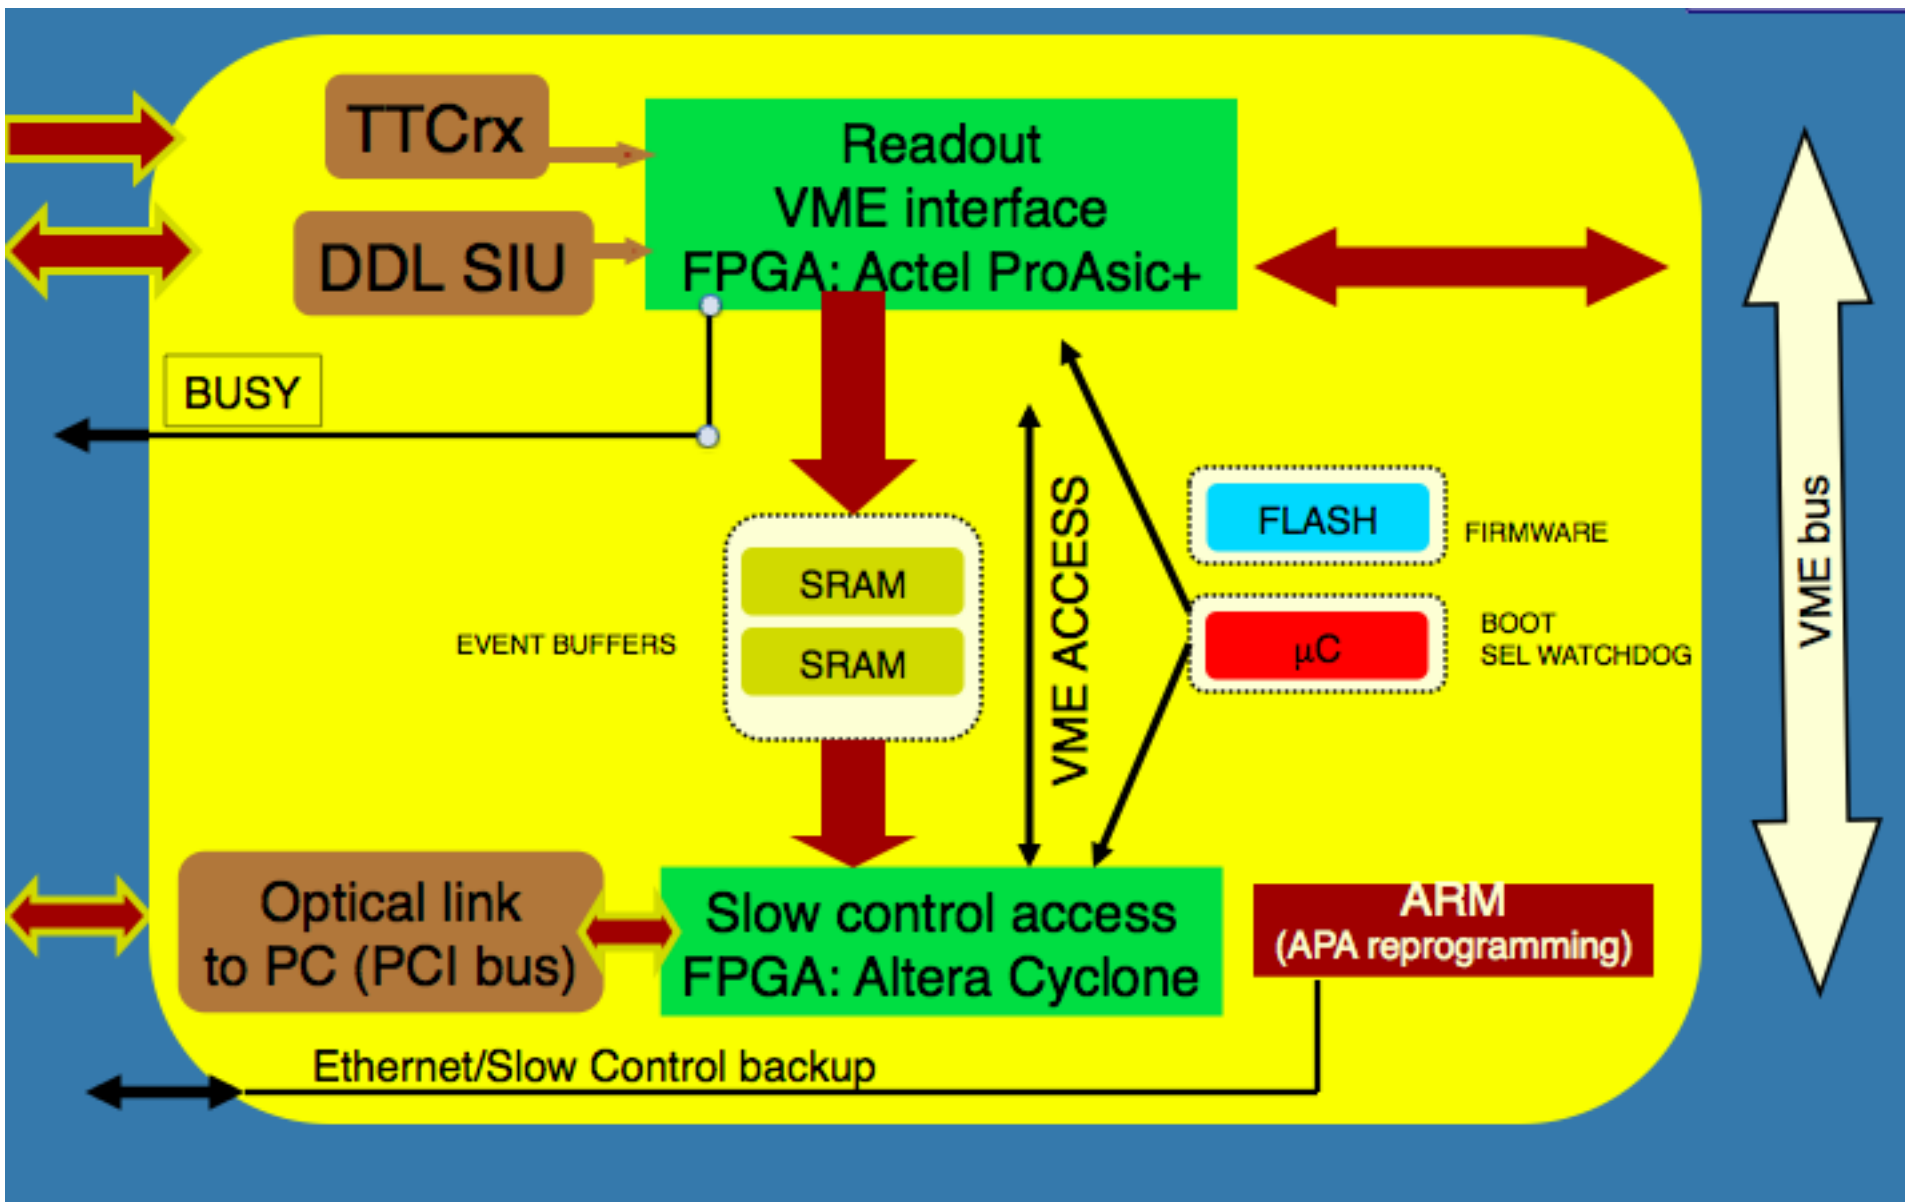 TTCrx
Readout
VME interface
FPGA: Actel ProAsic+
DDL SIU
BUSY
FLASH
FIRMWARE
SRAM
SRAM
EVENT BUFFERS
VME ACCESS
µC
BOOT
SEL WATCHDOG
VME bus
Optical link
to PC (PCI bus)
Slow control access
FPGA: Altera Cyclone
ARM
(APA reprogramming)
Ethernet/Slow Control backup